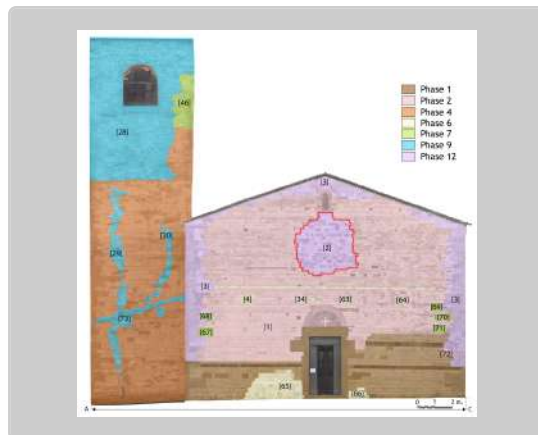 Phase 1
Phase 2
Phase 4
Phase 6
Phase 7
Phase 9
Phase 12
[46]
[28]
[3]
[30]
[2]
[29]
[3]
[4]
[34]
[63]
[64]
[69]
[3]
[73]
[68]
[70]
[67]
[1]
[71]
[72]
[65]
[66]
0 1 2 m
A
C